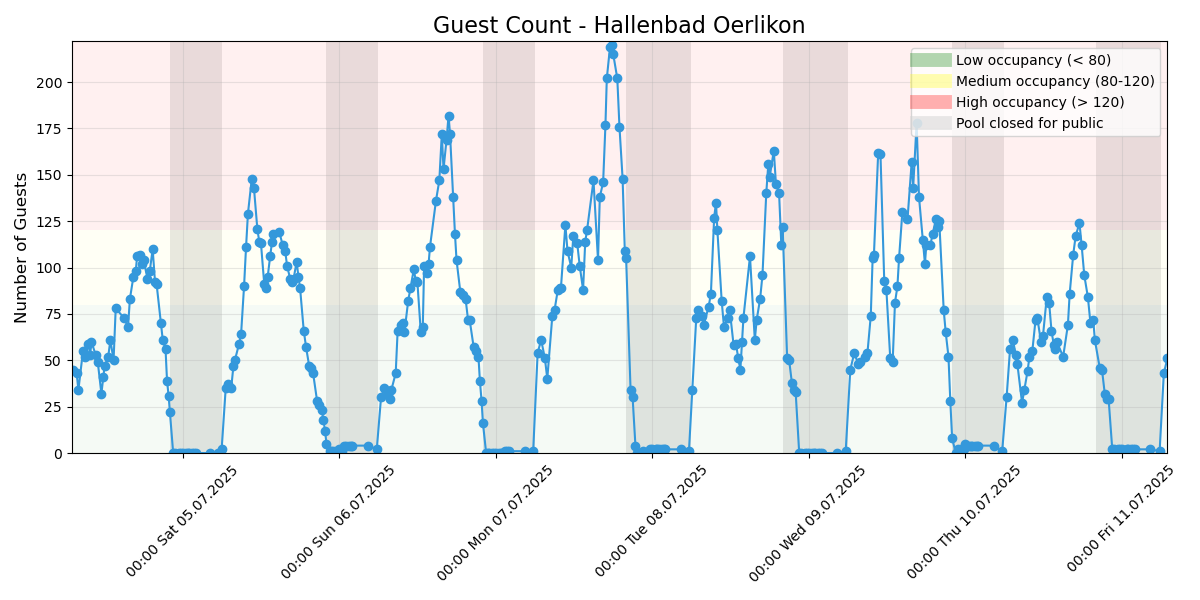 Guest Count - Hallenbad Oerlikon
Number of Guests
200
175
150
125
100
75
50
25
0
Low occupancy (< 80)
Medium occupancy (80-120)
High occupancy (> 120)
Pool closed for public
00:00 Sat 05.07.2025
00:00 Sun 06.07.2025
00:00 Mon 07.07.2025
00:00 Tue 08.07.2025
00:00 Wed 09.07.2025
00:00 Thu 10.07.2025
00:00 Fri 11.07.2025